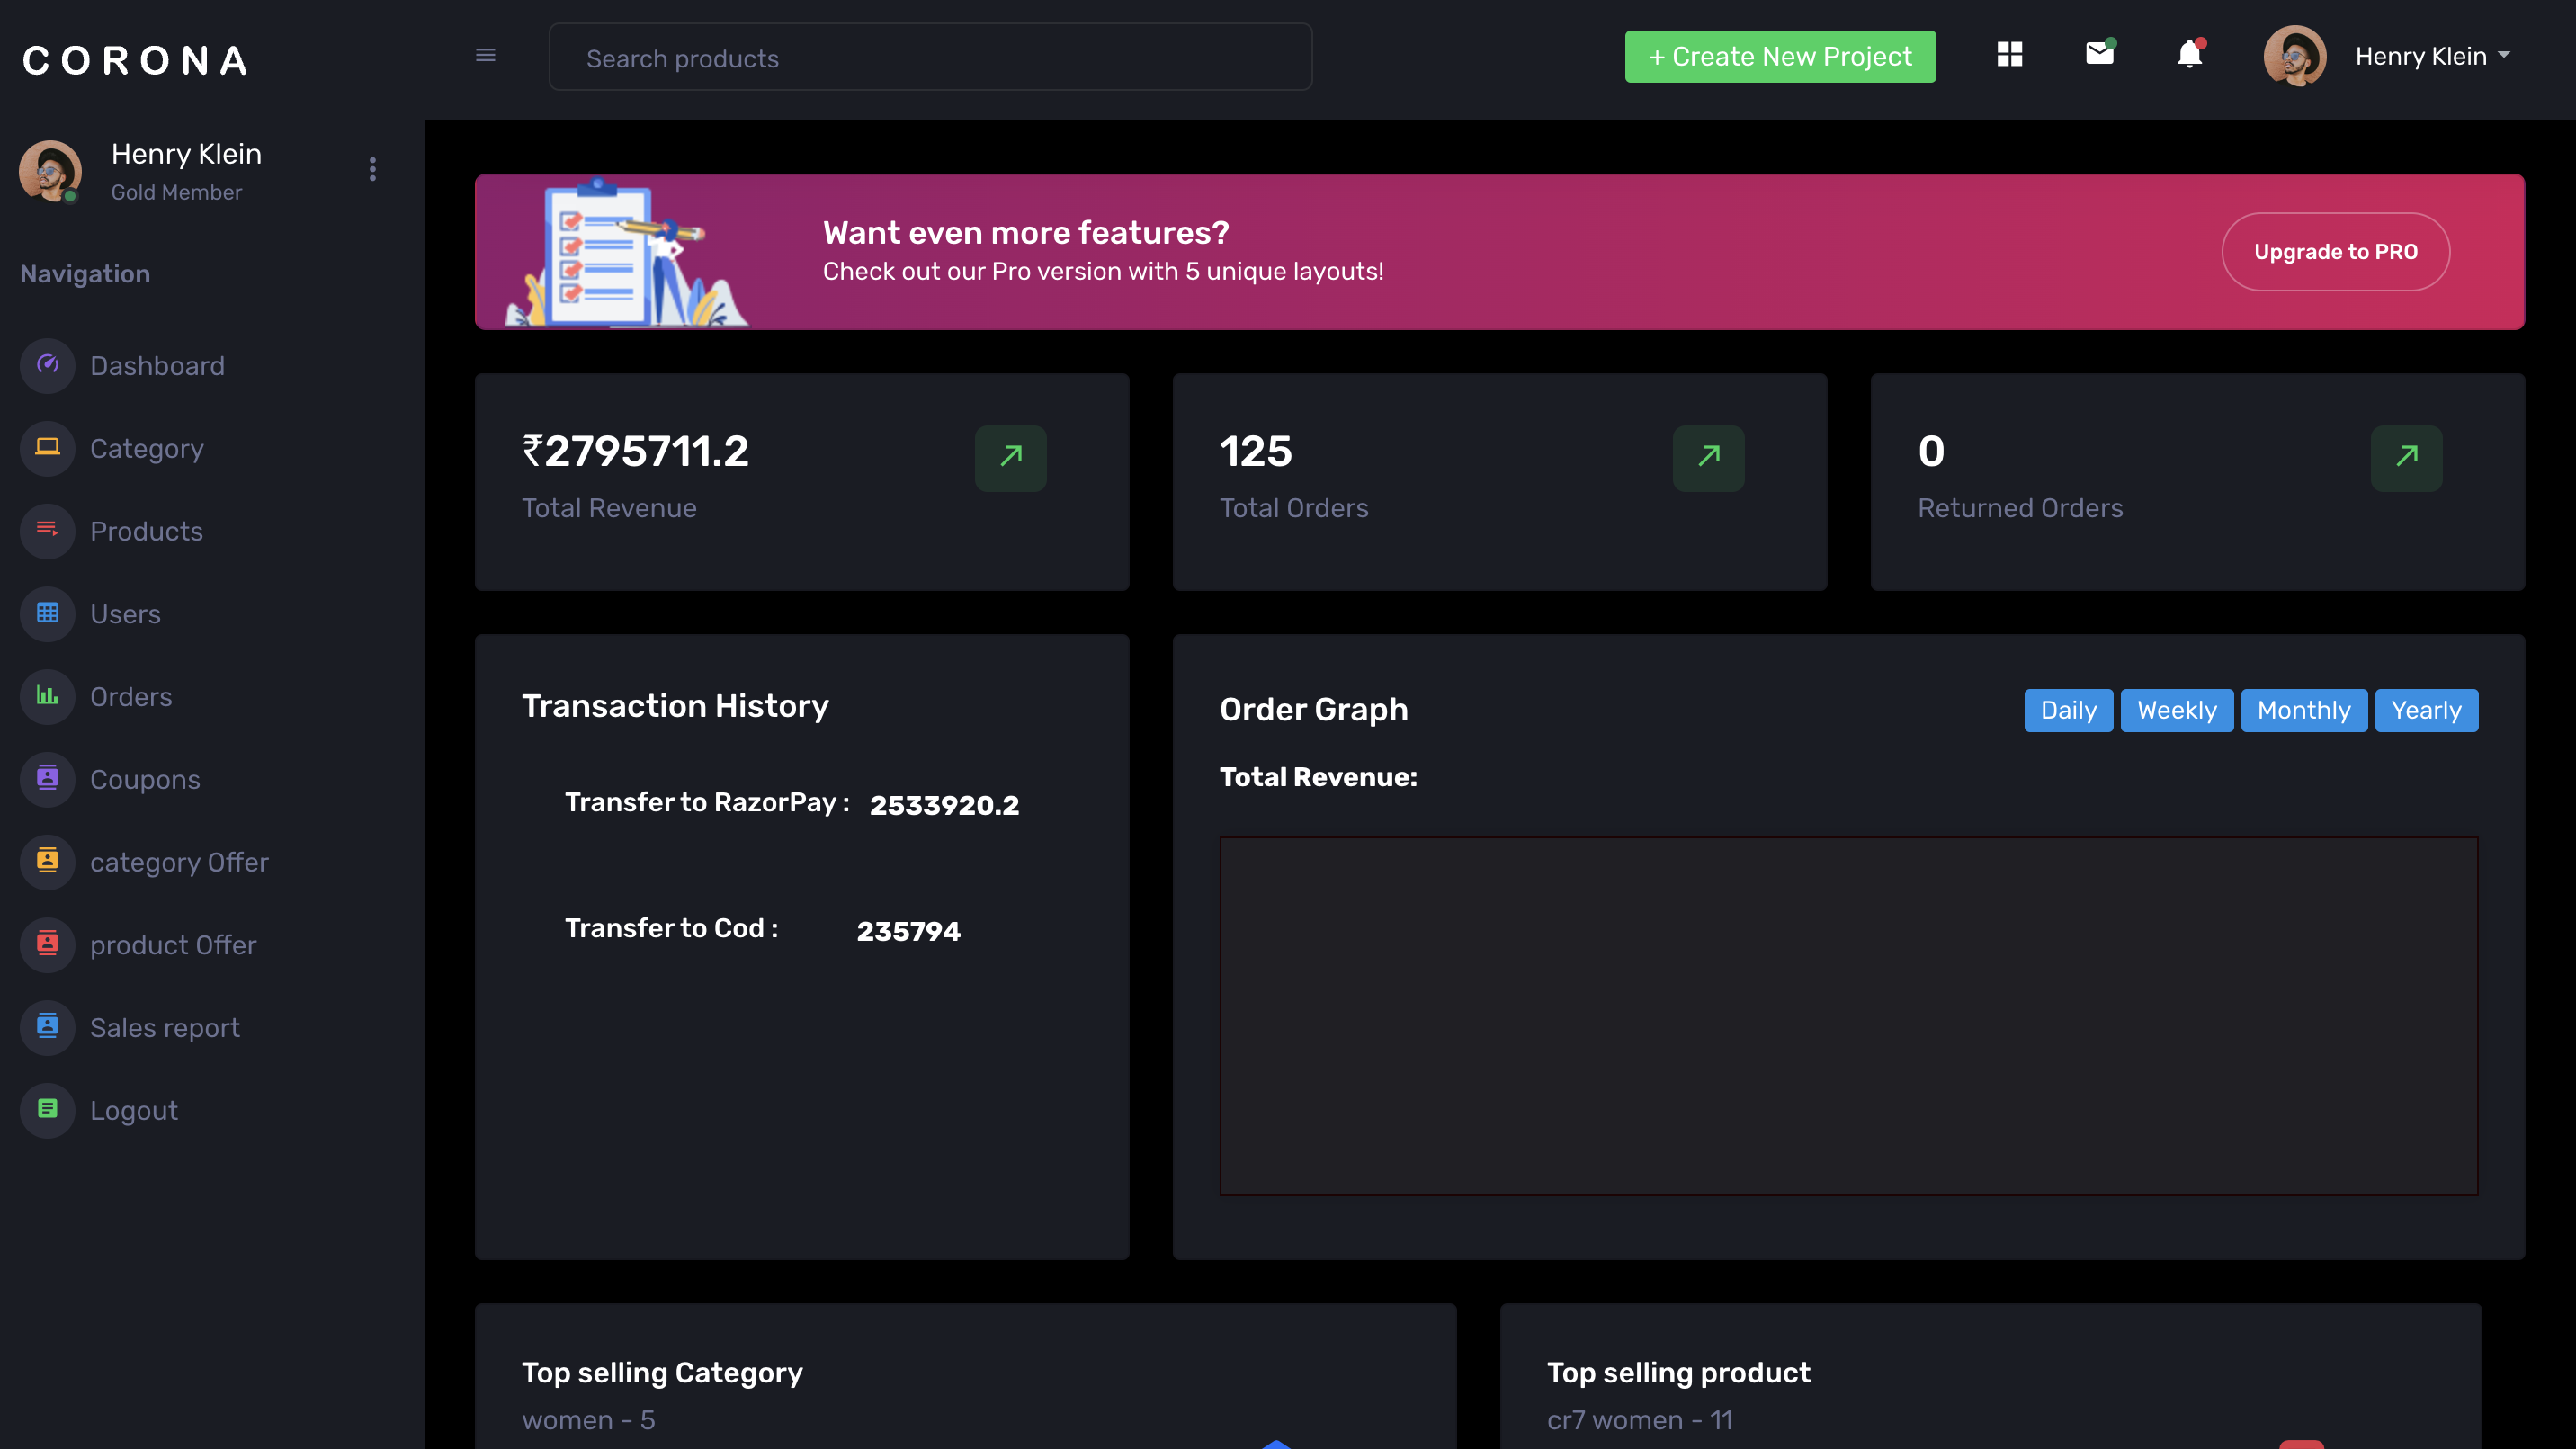 CORONA
Search products
+ Create New Project
Henry Klein
Henry Klein
Gold Member
Navigation
Dashboard
Category
Products
Users
Orders
Coupons
category Offer
product Offer
Sales report
Logout
Want even more features?
Check out our Pro version with 5 unique layouts!
Upgrade to PRO
₹2795711.2
Total Revenue
125
Total Orders
0
Returned Orders
Transaction History
Transfer to RazorPay : 2533920.2
Transfer to Cod : 235794
Order Graph
Daily Weekly Monthly Yearly
Total Revenue:
Top selling Category
women - 5
Top selling product
cr7 women - 11